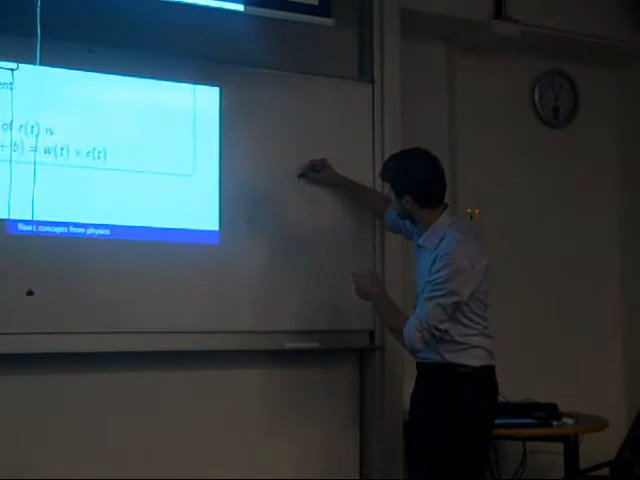 ent
of r(t) is
+ b) = w(t) × r(t)
Basic concepts from physics